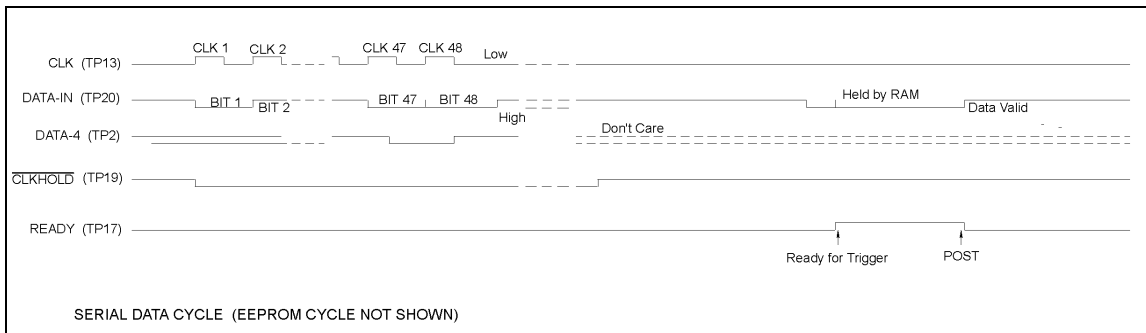 CLK 1 CLK 2 CLK 47 CLK 48 Low
CLK (TP13)
DATA-IN (TP20) BIT 1 BIT 2 BIT 47 BIT 48 High Held by RAM Data Valid
DATA-4 (TP2) Don't Care
CLKHOLD (TP19)
READY (TP17)
Ready for Trigger POST
SERIAL DATA CYCLE (EEPROM CYCLE NOT SHOWN)